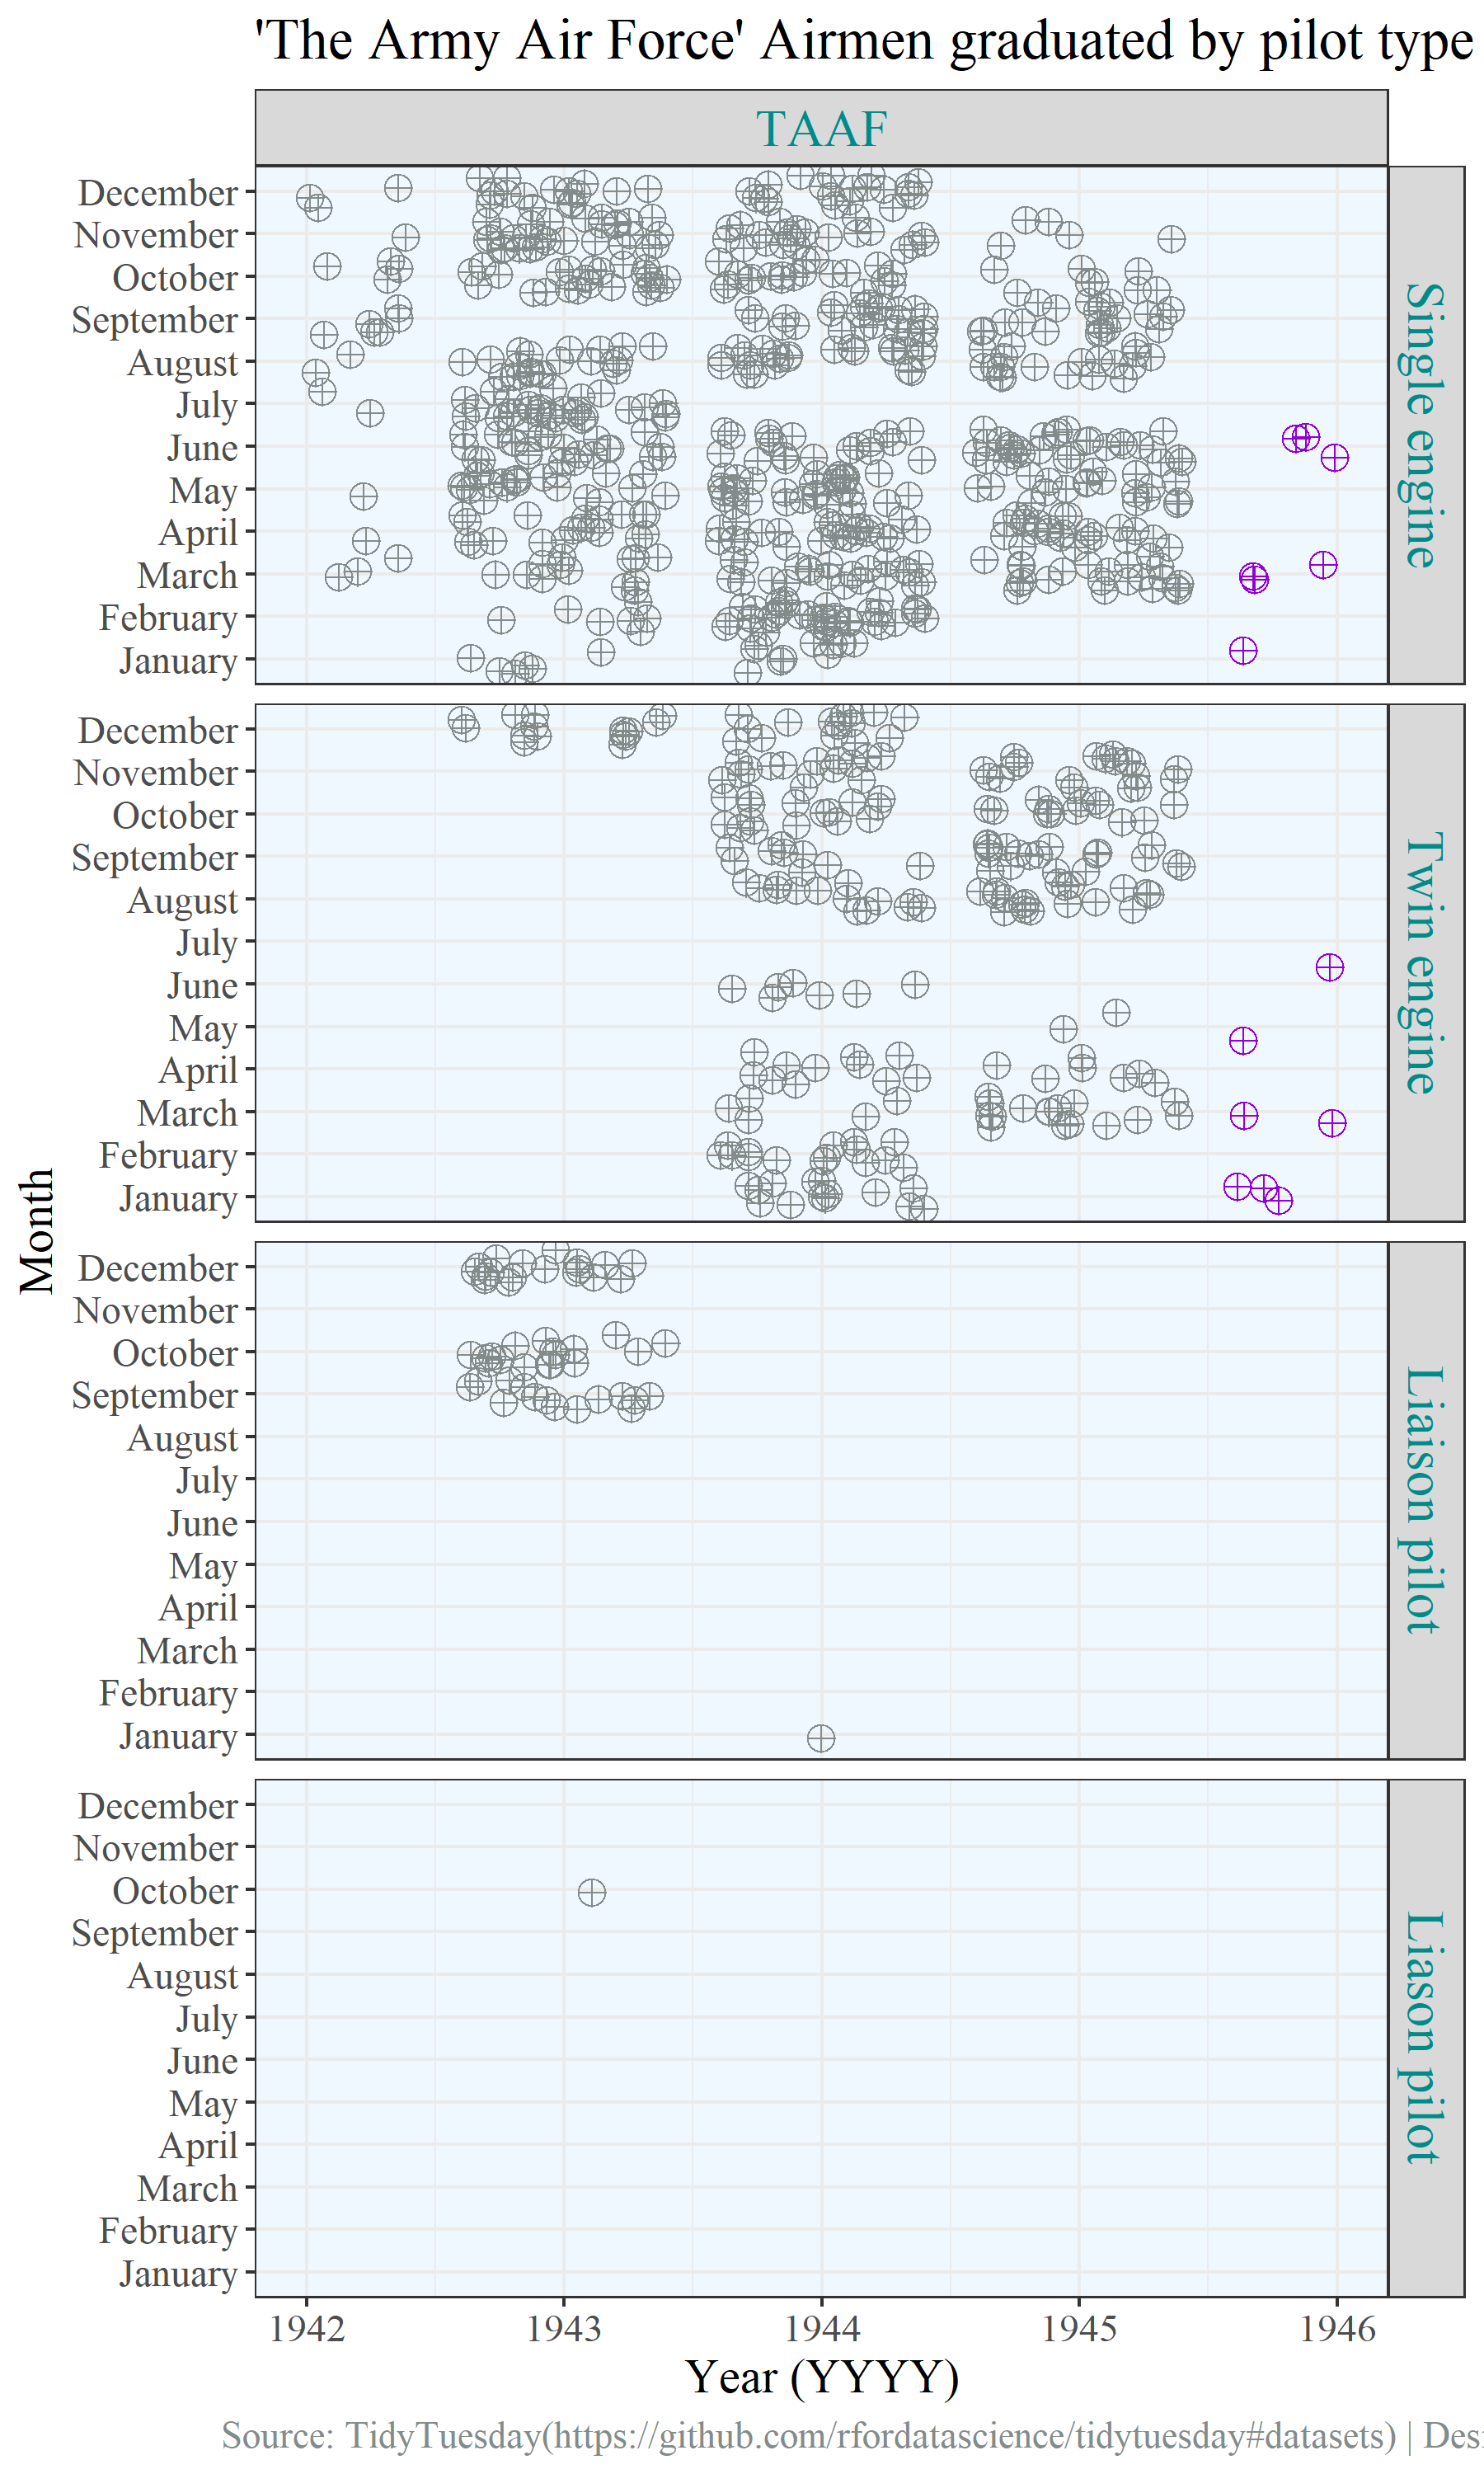 'The Army Air Force' Airmen graduated by pilot type
TAAF
December
November
October
September
August
July
June
May
April
March
February
January
Single engine
December
November
October
September
August
July
June
May
April
March
February
January
Twin engine
Month
December
November
October
September
August
July
June
May
April
March
February
January
Liaison pilot
December
November
October
September
August
July
June
May
April
March
February
January
Liason pilot
1942 1943 1944 1945 1946
Year (YYYY)
Source: TidyTuesday(https://github.com/rfordatascience/tidytuesday#datasets) | Desi